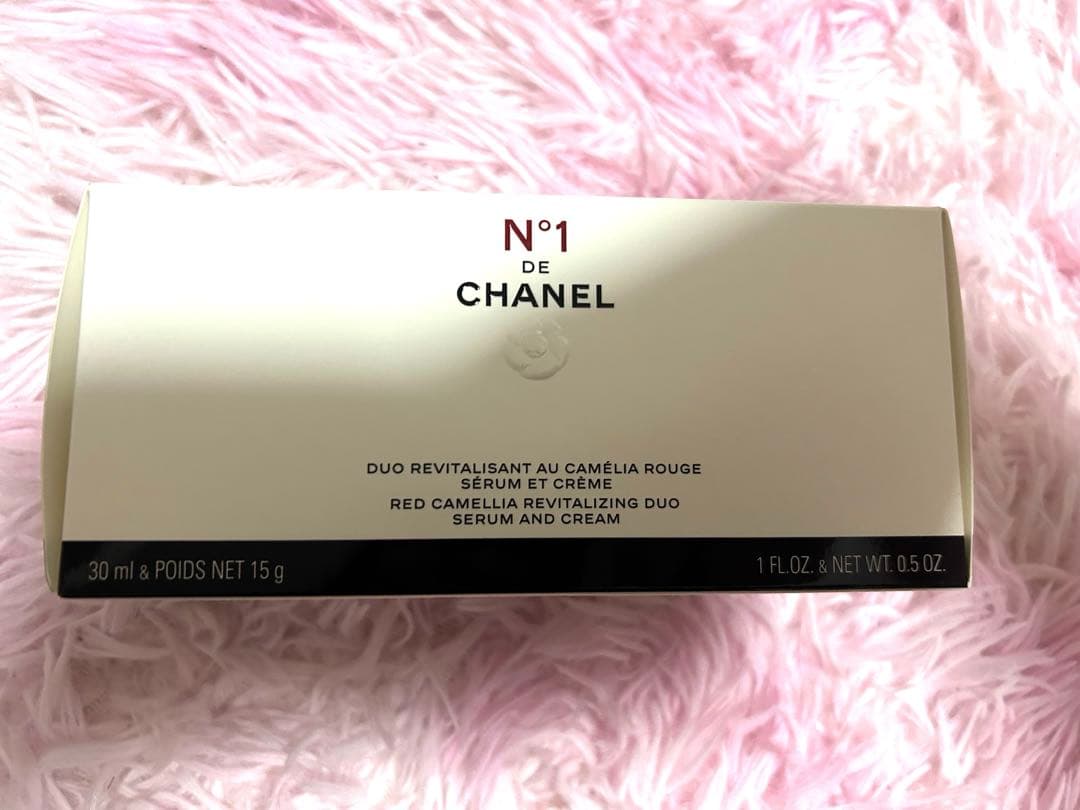 N°1
DE
CHANEL
DUO REVITALISANT AU CAMÉLIA ROUGE
SÉRUM ET CRÈME
RED CAMELLIA REVITALIZING DUO
SERUM AND CREAM
30 ml & POIDS NET 15 g
1 FL.OZ. & NET WT. 0.5 OZ.